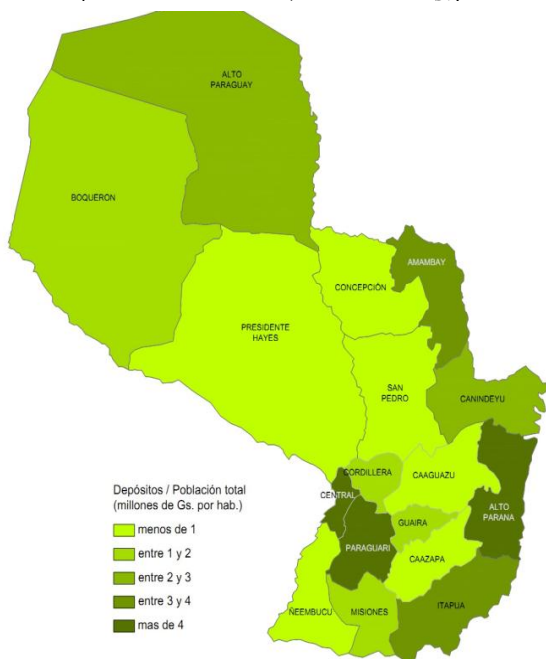 ALTO
PARAGUAY
BOQUERON
AMAMBAY
CONCEPCIÓN
PRESIDENTE
HAYES
SAN
PEDRO
CANINDEYU
CORDILLERA
CAAGUAZU
CENTRAL
ALTO
PARANA
GUAIRA
PARAGUARI
CAAZAPA
ÑEEMBUCU
MISIONES
ITAPUA
Depósitos / Población total
(millones de Gs. por hab.)
menos de 1
entre 1 y 2
entre 2 y 3
entre 3 y 4
mas de 4